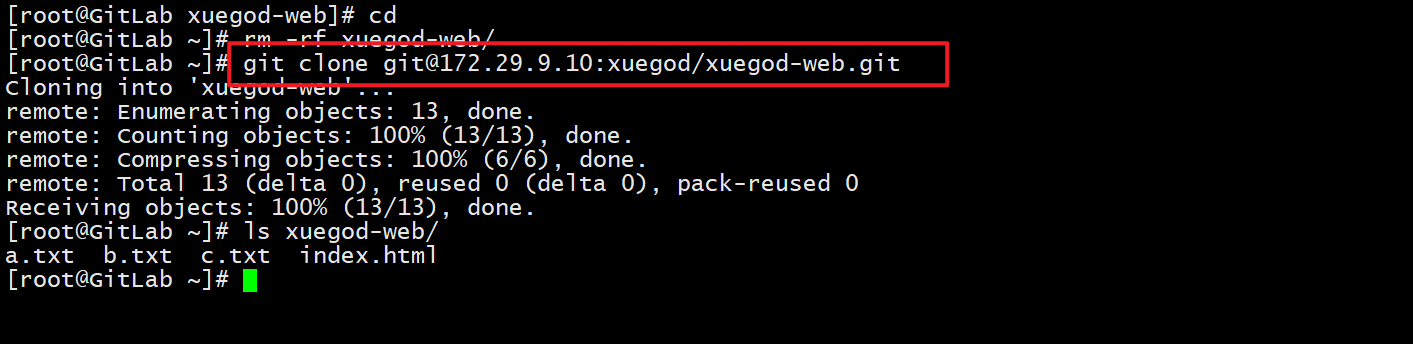 [root@GitLab xuegod-web]# cd
[root@GitLab ~]# rm -rf xuegod-web/
[root@GitLab ~]# git clone git@172.29.9.10:xuegod/xuegod-web.git
Cloning into 'xuegod-web'...
remote: Enumerating objects: 13, done.
remote: Counting objects: 100% (13/13), done.
remote: Compressing objects: 100% (6/6), done.
remote: Total 13 (delta 0), reused 0 (delta 0), pack-reused 0
Receiving objects: 100% (13/13), done.
[root@GitLab ~]# ls xuegod-web/
a.txt  b.txt  c.txt  index.html
[root@GitLab ~]#